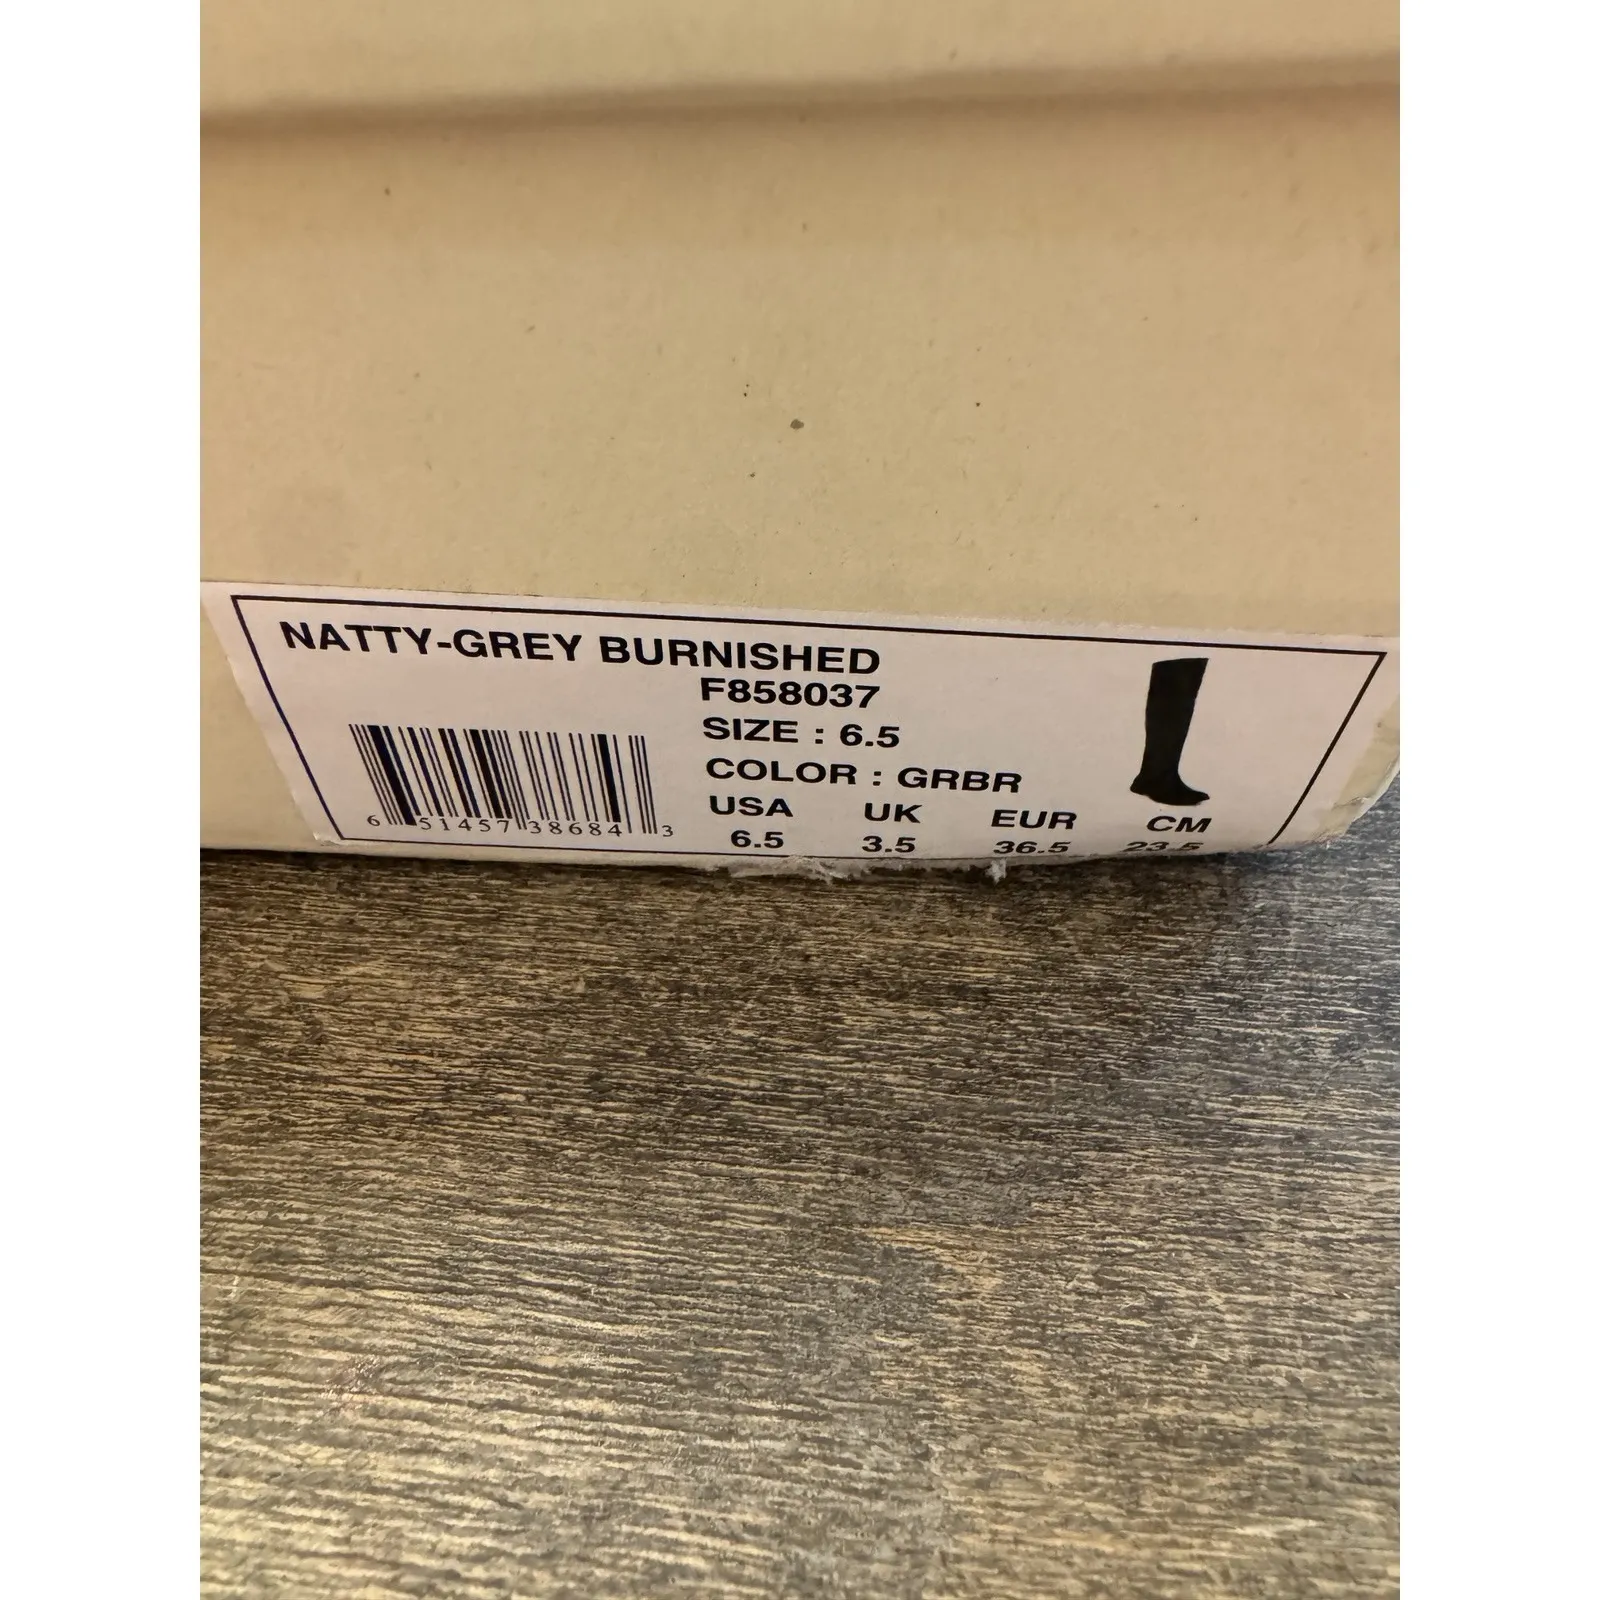 NATTY-GREY BURNISHED
F858037
SIZE : 6.5
COLOR : GRBR
USA UK EUR CM
6.5 3.5 36.5 23.5
6 51457 38684 3